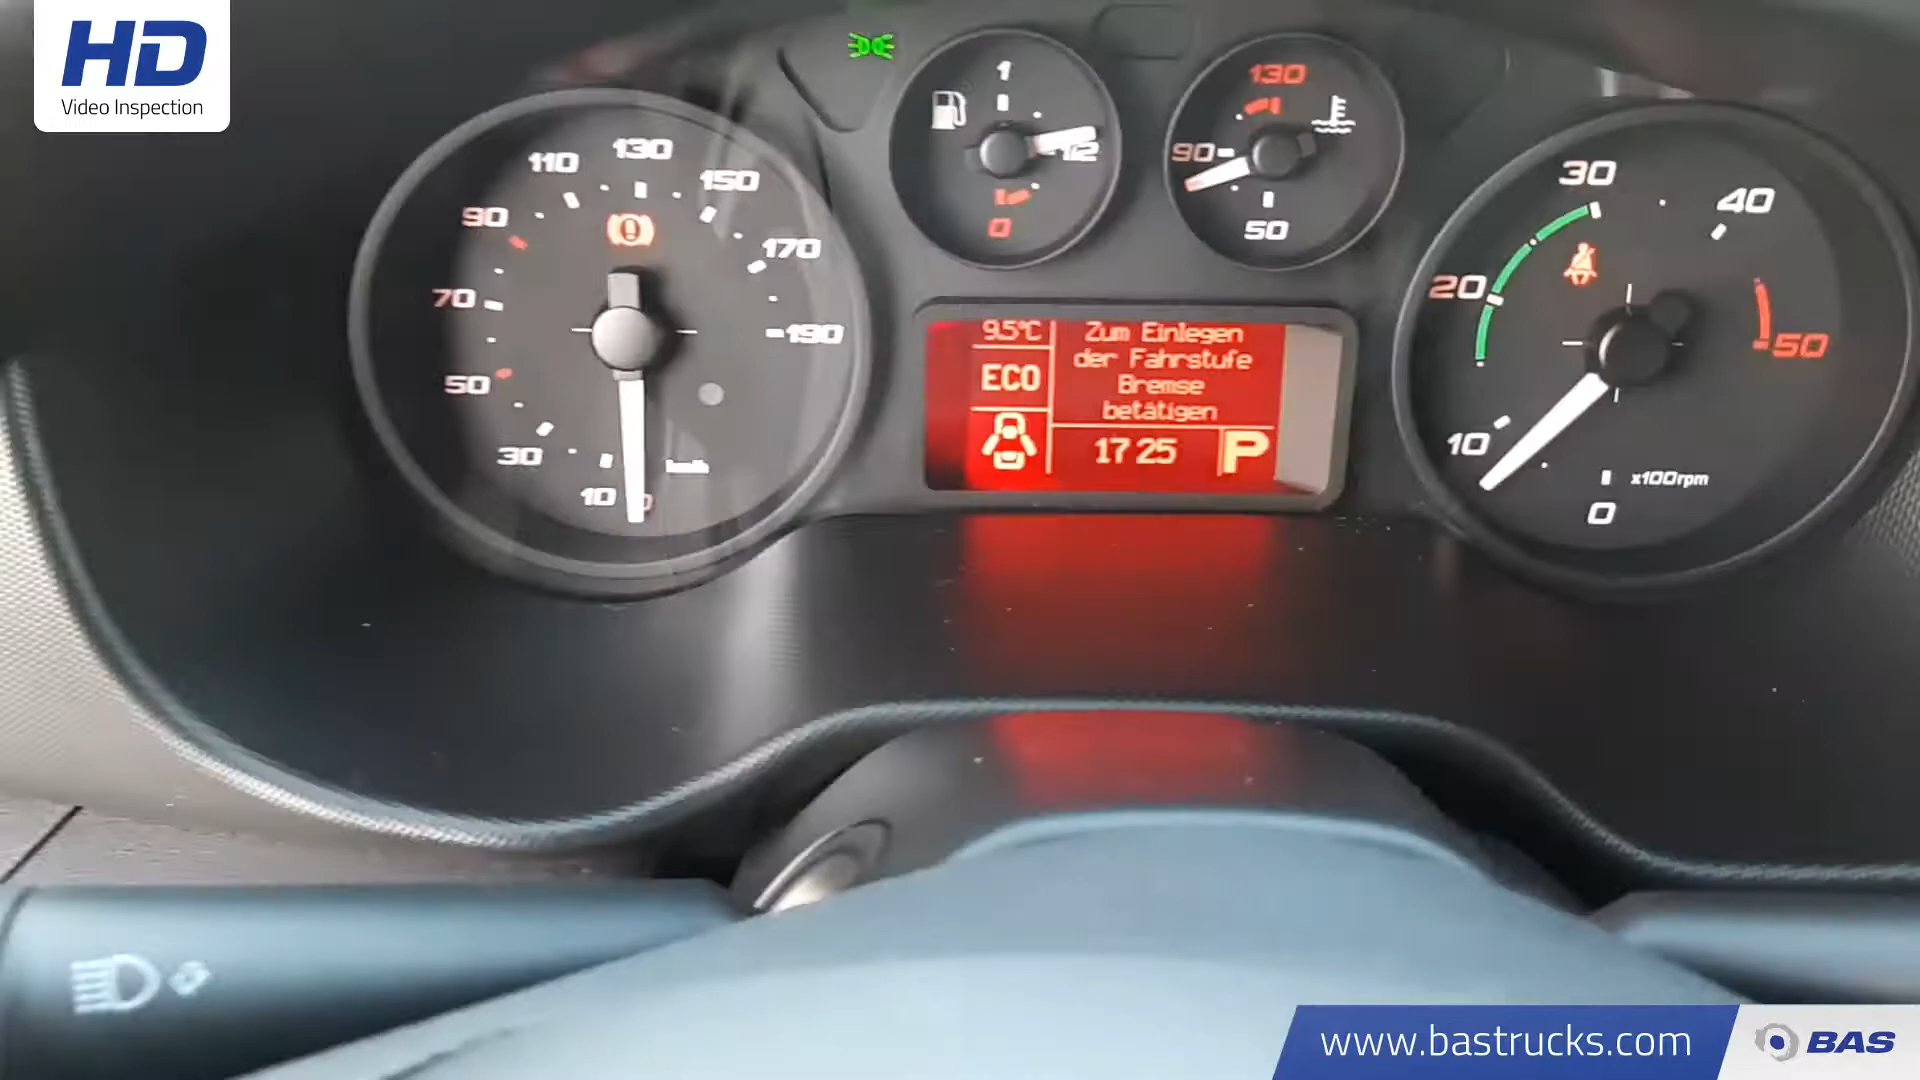 HD
Video Inspection
110
130
150
90
170
70
190
50
30
10
km/h
1
1/2
0
130
90
50
30
40
20
50
10
x100rpm
0
9.5°C
Zum Einlegen
der Fahrstufe
ECO
Bremse
betätigen
17 25
P
www.bastrucks.com
BAS